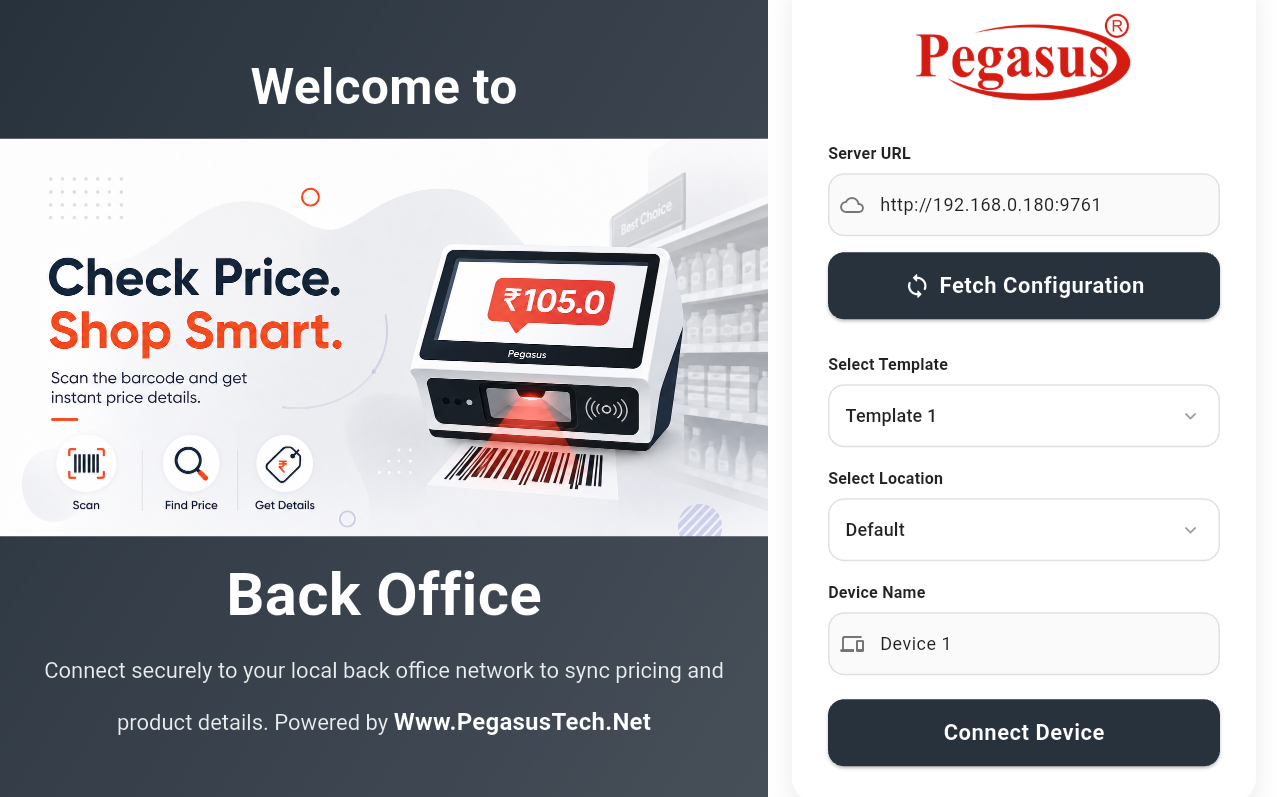 Welcome to
Best Choice
Check Price.
Shop Smart.
Scan the barcode and get
instant price details.
₹105.0
Pegasus
₹
Scan
Find Price
Get Details
Back Office
Connect securely to your local back office network to sync pricing and
product details. Powered by Www.PegasusTech.Net
Pegasus®
Server URL
http://192.168.0.180:9761
Fetch Configuration
Select Template
Template 1
Select Location
Default
Device Name
Device 1
Connect Device